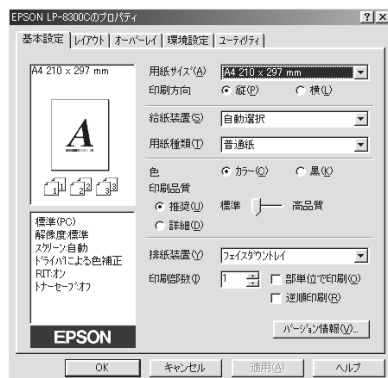 EPSON LP-8300Cのプロパティ
基本設定 レイアウト オーバーレイ 環境設定 ユーティリティ
A4 210 x 297 mm
A
1 1 2 2 3 3
標準(PC)
解像度:標準
スクリーン:自動
ドライバによる色補正
RIT:オン
トナーセーブ:オフ
EPSON
用紙サイズ(A) A4 210 x 297 mm
印刷方向 縦(P) 横(L)
給紙装置(S) 自動選択
用紙種類(T) 普通紙
色 カラー(C) 黒(K)
印刷品質
推奨(U) 標準 高品質
詳細(D)
排紙装置(Y) フェイスダウントレイ
印刷部数(I) 1 部単位で印刷(O)
逆順印刷(R)
バージョン情報(V)...
OK キャンセル 適用(A) ヘルプ